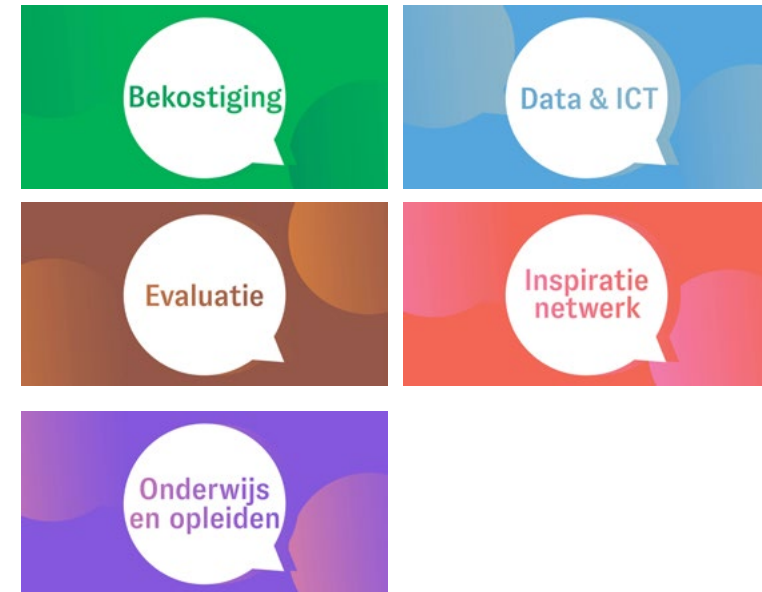 Bekostiging
Data & ICT
Evaluatie
Inspiratie
netwerk
Onderwijs
en opleiden